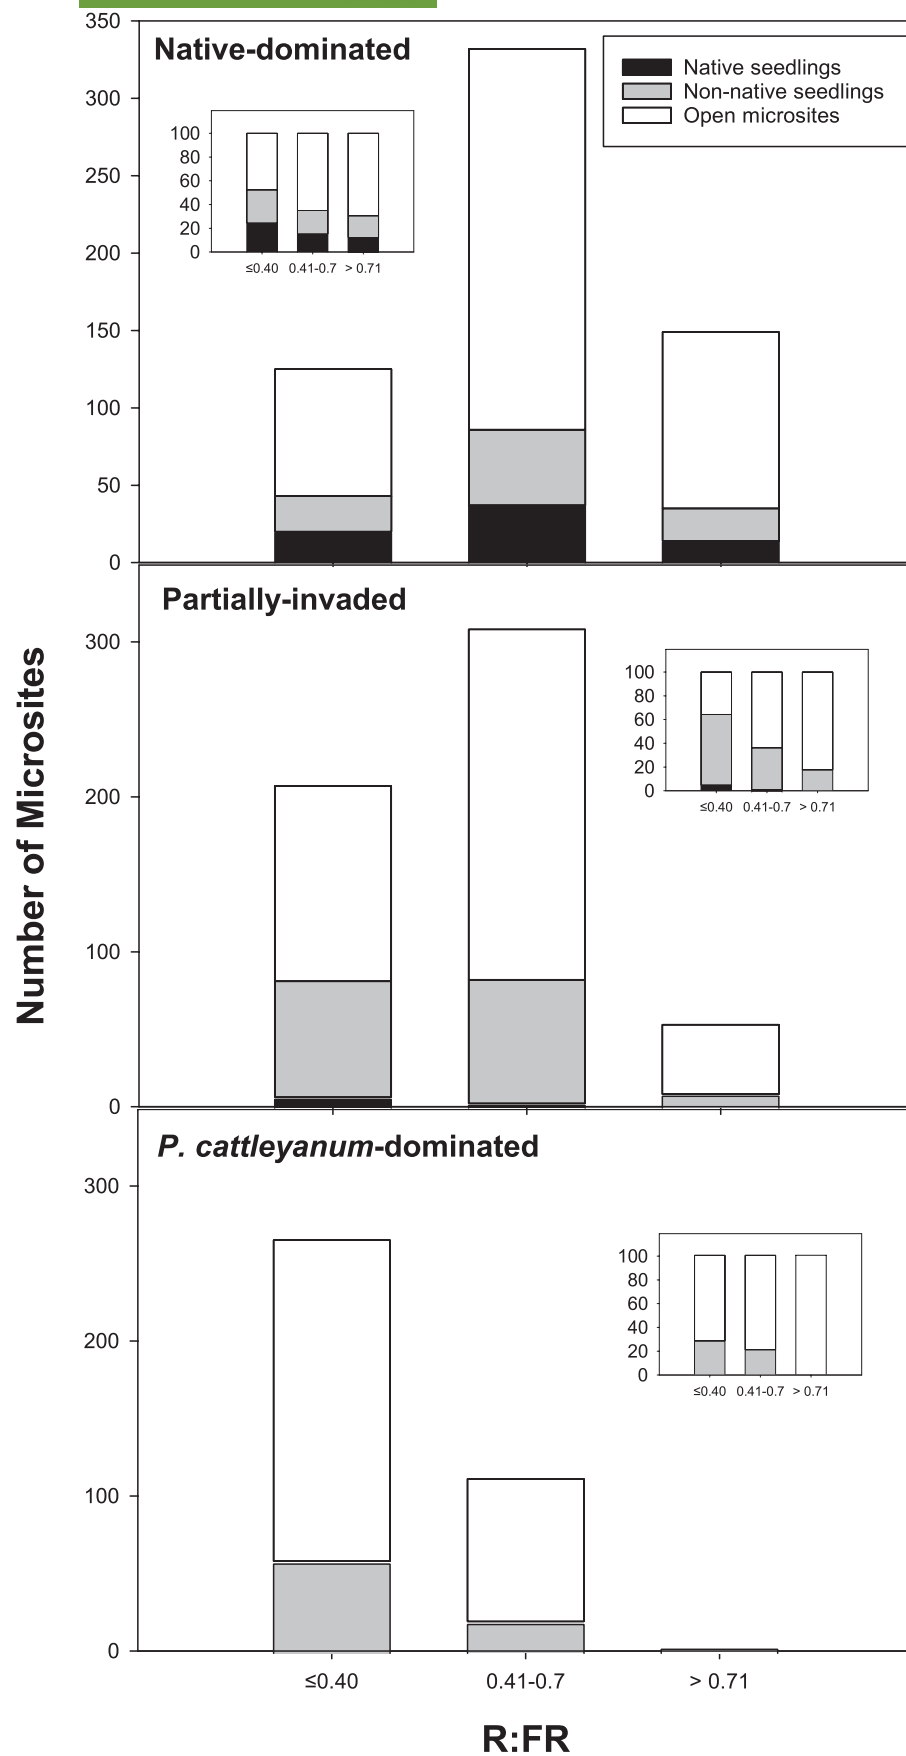 350
Native-dominated
Native seedlings
Non-native seedlings
Open microsites
300
250
200
150
100
50
0
100
80
60
40
20
0
≤0.40 0.41-0.7 > 0.71
Number of Microsites
Partially-invaded
300
200
100
0
100
80
60
40
20
0
≤0.40 0.41-0.7 > 0.71
P. cattleyanum-dominated
300
200
100
0
100
80
60
40
20
0
≤0.40 0.41-0.7 > 0.71
≤0.40 0.41-0.7 > 0.71
R:FR